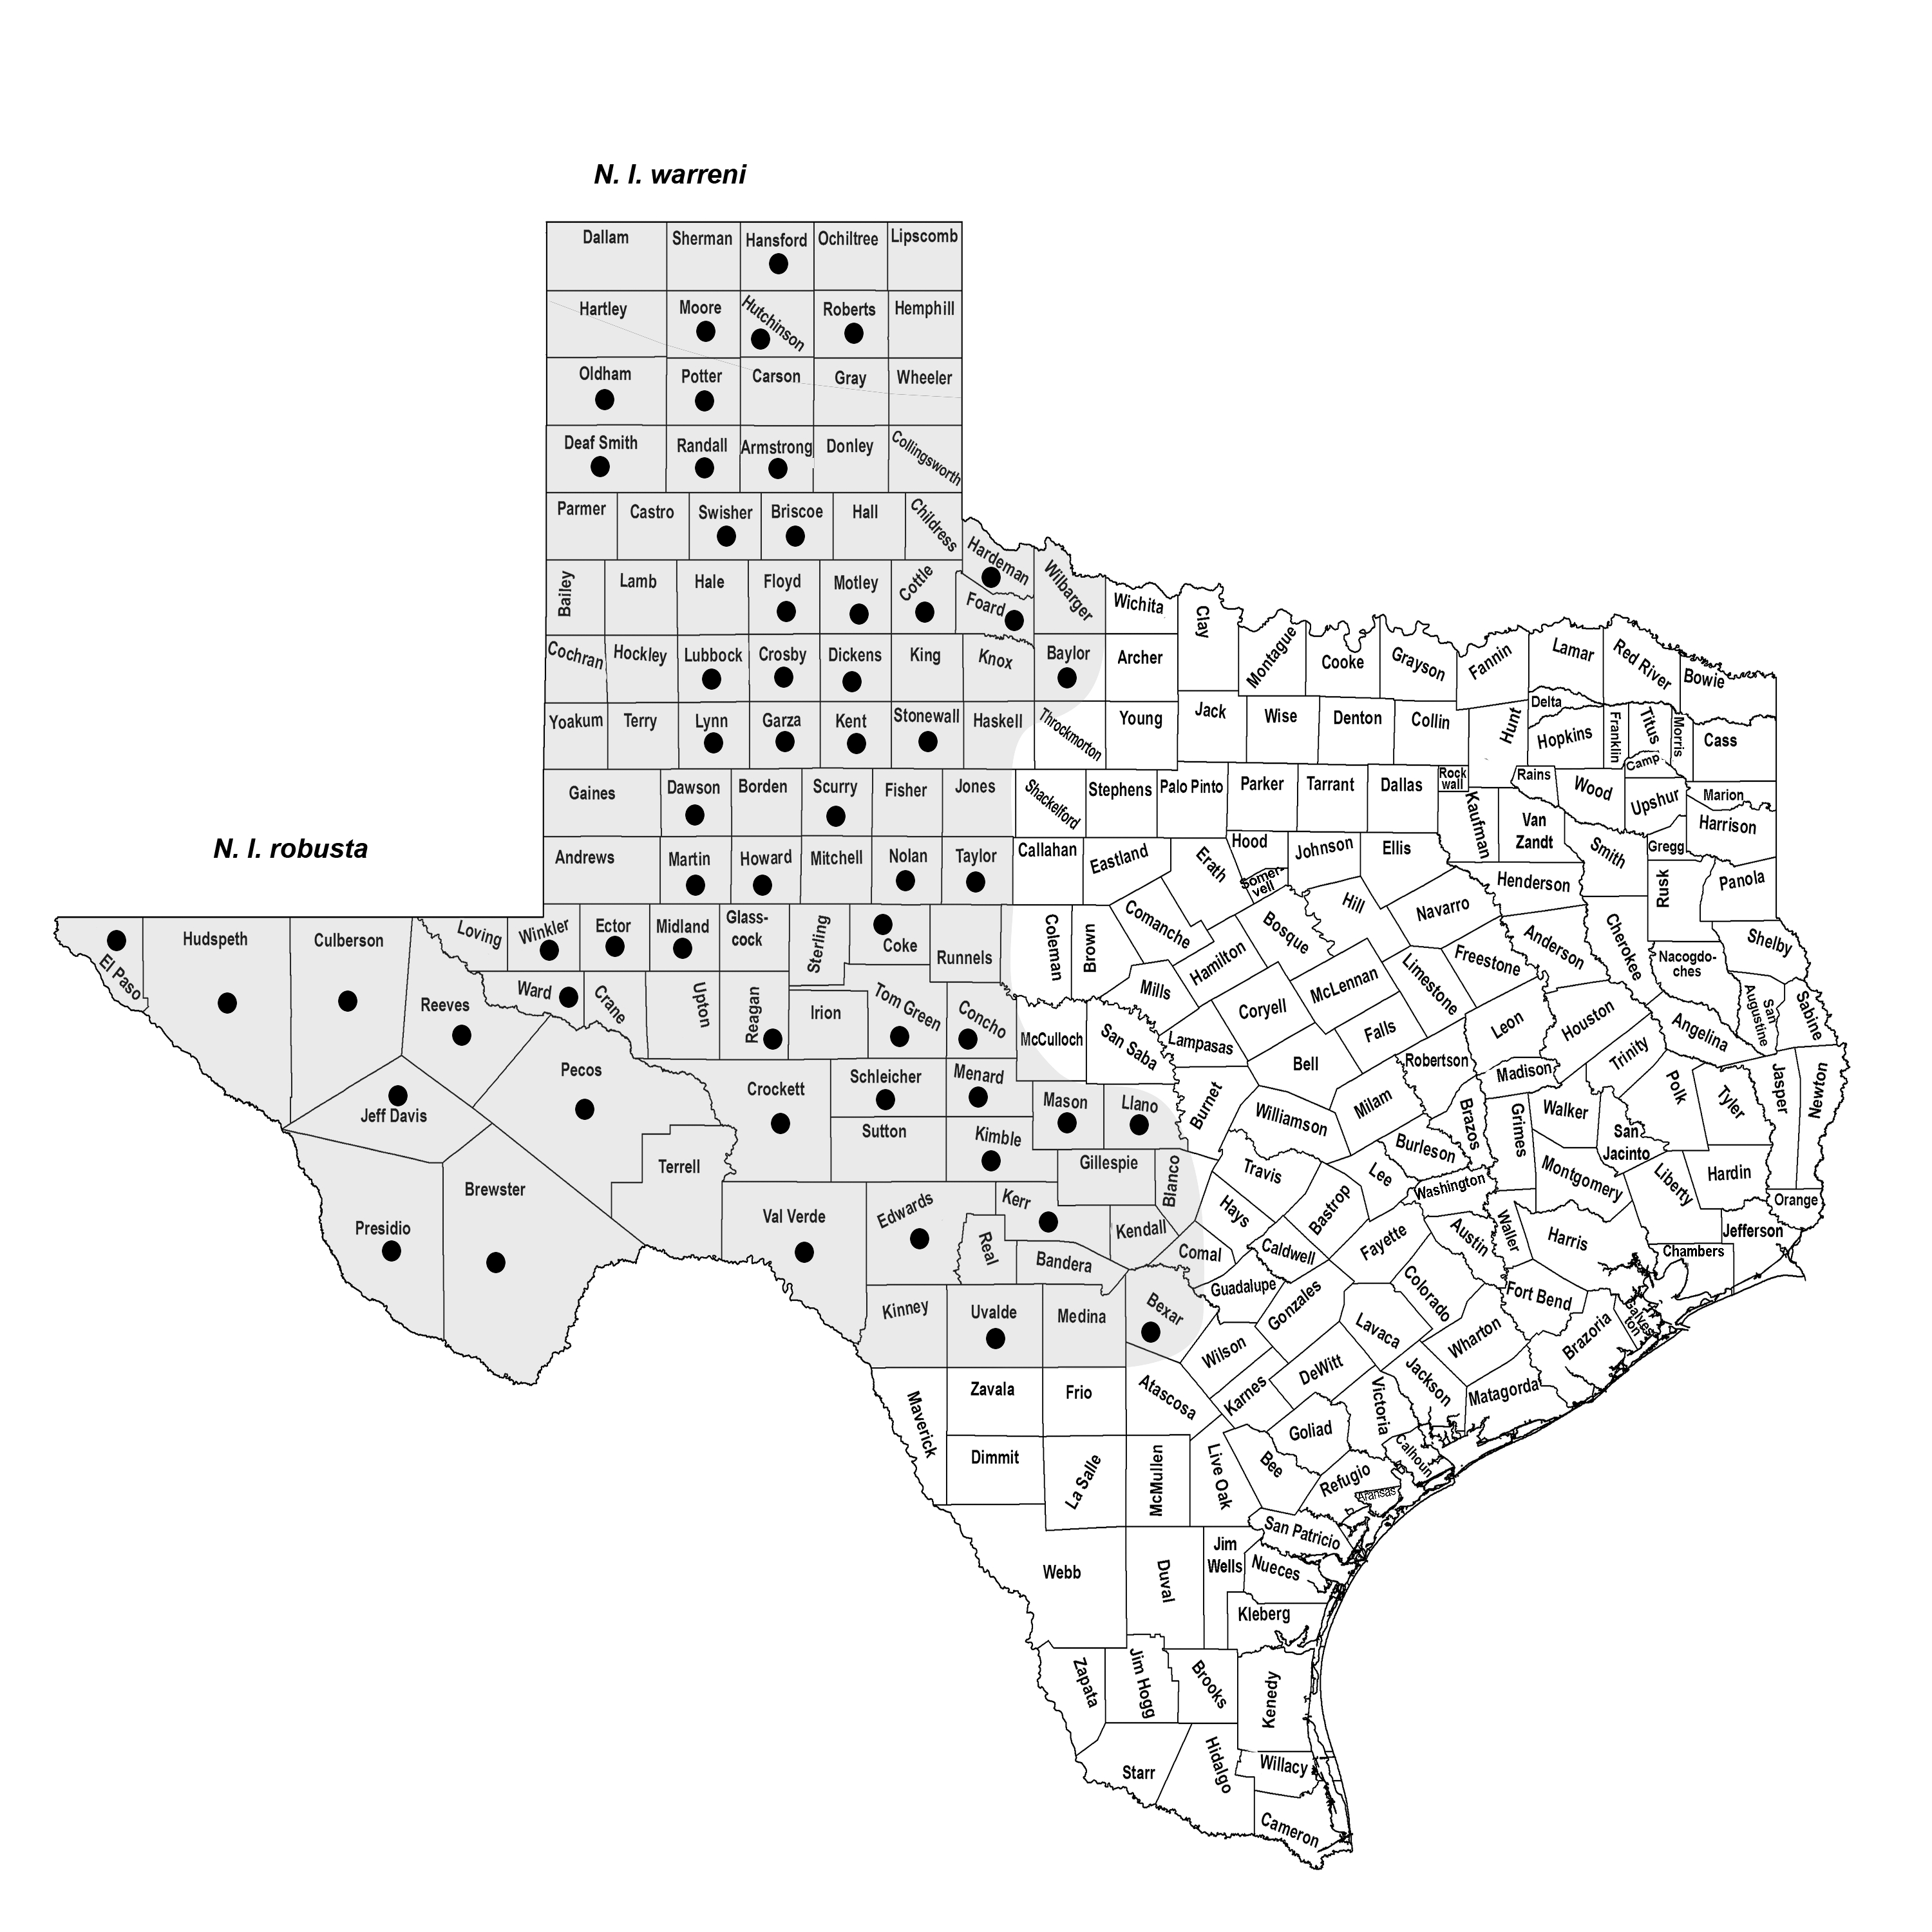 N. l. warreni
Dallam Sherman Hansford Ochiltree Lipscomb
Hartley Moore Hutchinson Roberts Hemphill
Oldham Potter Carson Gray Wheeler
Deaf Smith Randall Armstrong Donley Collingsworth
Parmer Castro Swisher Briscoe Hall Childress
Hardeman Wilbarger
Bailey Lamb Hale Floyd Motley Cottle Foard Wichita Clay
Montague Cooke Grayson Fannin Lamar Red River Bowie
Cochran Hockley Lubbock Crosby Dickens King Knox Baylor Archer
Delta
Yoakum Terry Lynn Garza Kent Stonewall Haskell Throckmorton Young Jack Wise Denton Collin Hunt Hopkins Franklin Titus Morris Cass
Camp
Gaines Dawson Borden Scurry Fisher Jones Shackelford Stephens Palo Pinto Parker Tarrant Dallas
Rock
wall
Rains Wood Upshur Marion
Kaufman
Van
Zandt
Harrison
N. l. robusta
Andrews Martin Howard Mitchell Nolan Taylor Callahan Eastland Erath Hood Johnson Ellis Smith Gregg
Somer-
vell
Henderson Rusk Panola
El Paso Hudspeth Culberson Loving Winkler Ector Midland
Glass-
cock
Sterling Coke Runnels Coleman Brown Comanche Bosque Hill Navarro
Hamilton Freestone Anderson Cherokee Shelby
Nacogdo-
ches
Reeves Ward Crane Upton Reagan Irion Tom Green Concho McCulloch San Saba Mills Coryell McLennan Limestone
San
Augustine
Sabine
Lampasas Falls Leon Houston Angelina
Pecos Bell Robertson Madison Trinity
Jeff Davis Crockett Schleicher Menard Mason Llano Burnet Williamson Milam Brazos Grimes Walker Polk Tyler Jasper Newton
Sutton Kimble Burleson
San
Jacinto
Terrell Gillespie Blanco Travis Lee Washington Montgomery Liberty Hardin
Brewster Edwards Kerr Hays Bastrop Orange
Presidio Val Verde Real Kendall Fayette Austin Waller Harris Jefferson
Bandera Comal Caldwell Chambers
Guadalupe Gonzales Colorado Fort Bend
Kinney Uvalde Medina Bexar Lavaca Wharton Brazoria
Galves-
ton
Wilson DeWitt Jackson Matagorda
Maverick Zavala Frio Atascosa Karnes Victoria
Goliad Calhoun
Dimmit La Salle McMullen Live Oak Bee Refugio
Aransas
San Patricio
Jim
Wells
Webb Duval Nueces
Kleberg
Zapata Jim Hogg Brooks Kenedy
Starr Hidalgo Willacy
Cameron